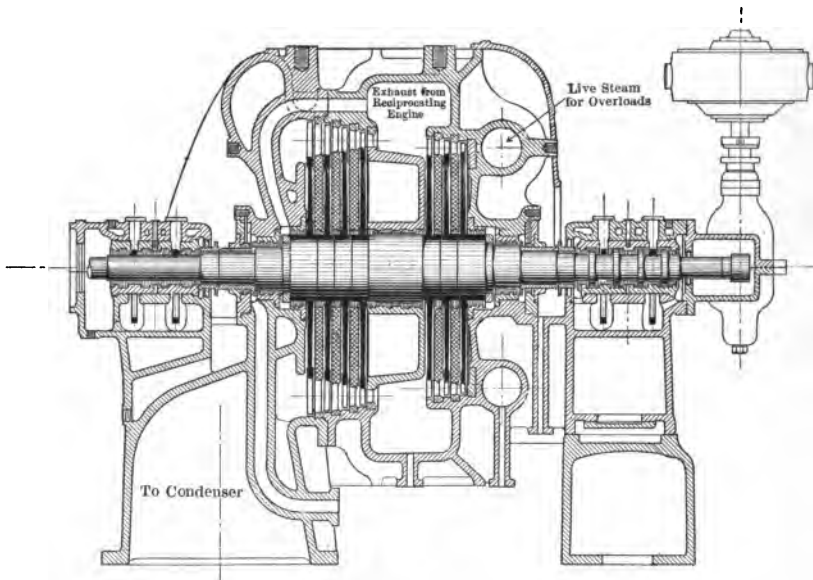 Exhaust from
Reciprocating
Engine
Live Steam
for Overloads
To Condenser